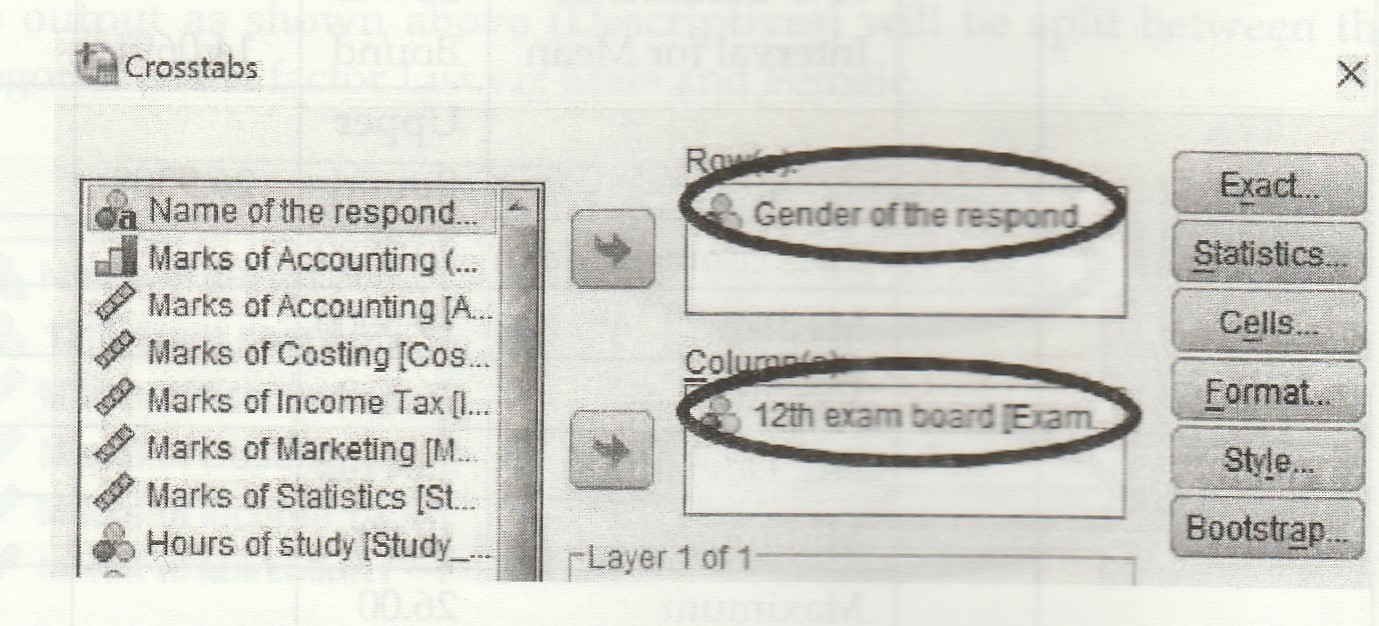 output as shown above (Descriptives) will be split between th
Crosstabs
Name of the respond...
Marks of Accounting (...
Marks of Accounting [A...
Marks of Costing [Cos...
Marks of Income Tax [I...
Marks of Marketing [M...
Marks of Statistics [St...
Hours of study [Study_...
Row(s):
Gender of the respond...
Column(s):
12th exam board [Exam...
Layer 1 of 1
Exact...
Statistics...
Cells...
Format...
Style...
Bootstrap...
Interval for Mean
Bound
Upper
Maximum
26.00